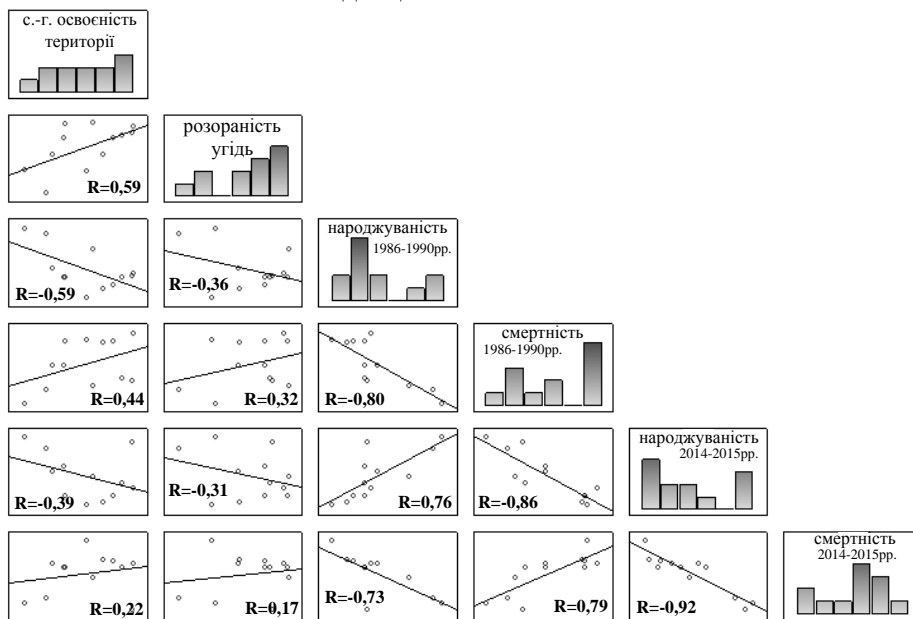 с.-г. освоєність
території
розораність
угідь
R=0,59
народжуваність
1986-1990рр.
R=-0,59
R=-0,36
смертність
1986-1990рр.
R=0,44
R=0,32
R=-0,80
народжуваність
2014-2015рр.
R=-0,39
R=-0,31
R=0,76
R=-0,86
смертність
2014-2015рр.
R=0,22
R=0,17
R=-0,73
R=0,79
R=-0,92